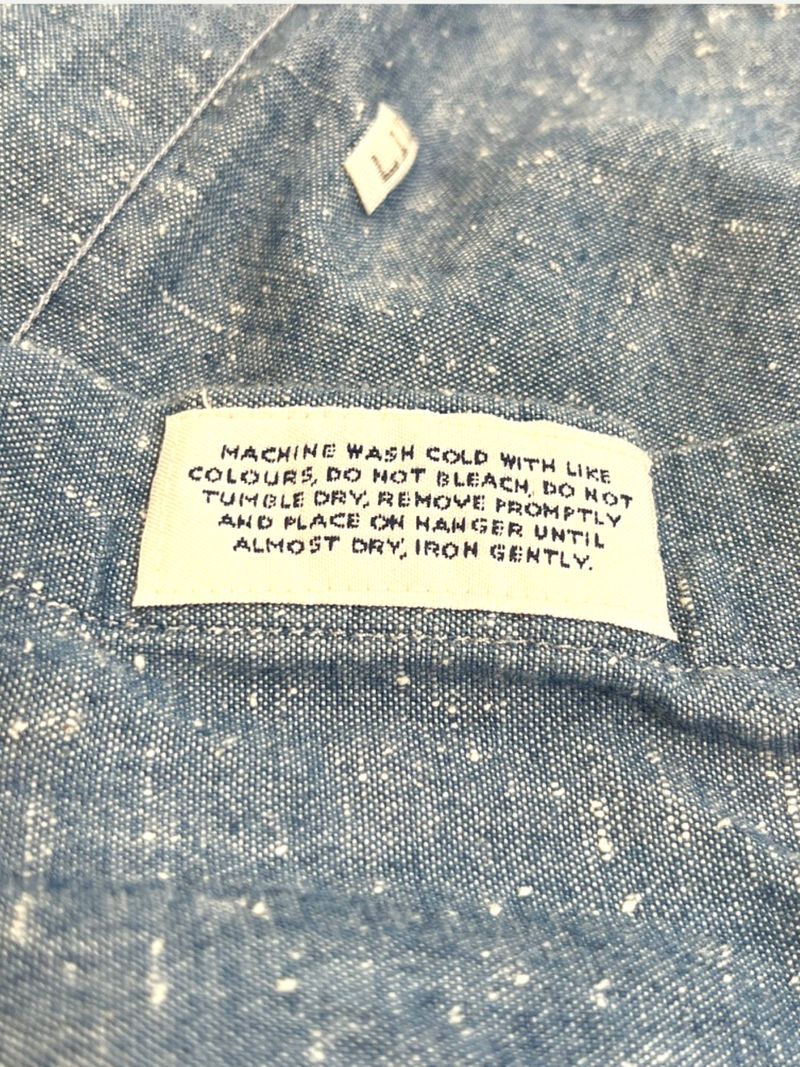 MACHINE WASH COLD WITH LIKE
COLOURS, DO NOT BLEACH, DO NOT
TUMBLE DRY, REMOVE PROMPTLY
AND PLACE ON HANGER UNTIL
ALMOST DRY, IRON GENTLY.